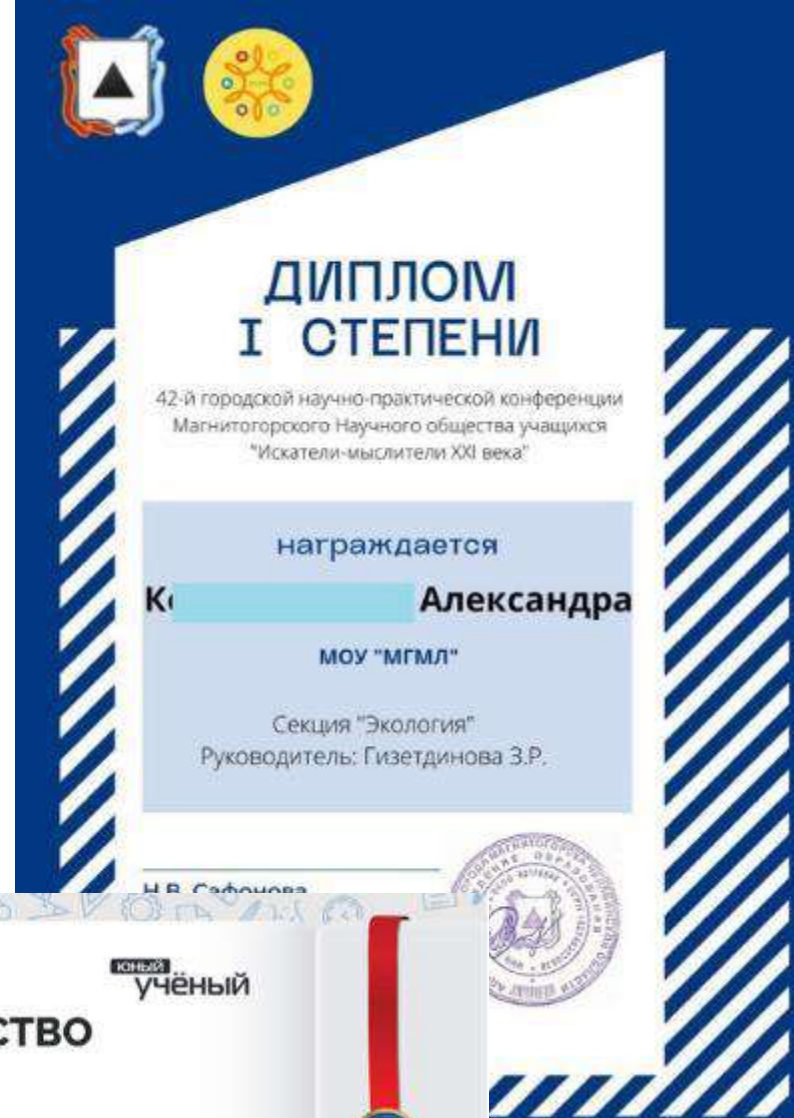 ДИПЛОМ
I СТЕПЕНИ
42-й городской научно-практической конференции
Магнитогорского Научного общества учащихся
"Искатели-мыслители XXI века"
награждается
К Александра
МОУ "МГМЛ"
Секция "Экология"
Руководитель: Гизетдинова З.Р.
Н.В. Сафонова
юный
учёный
ство